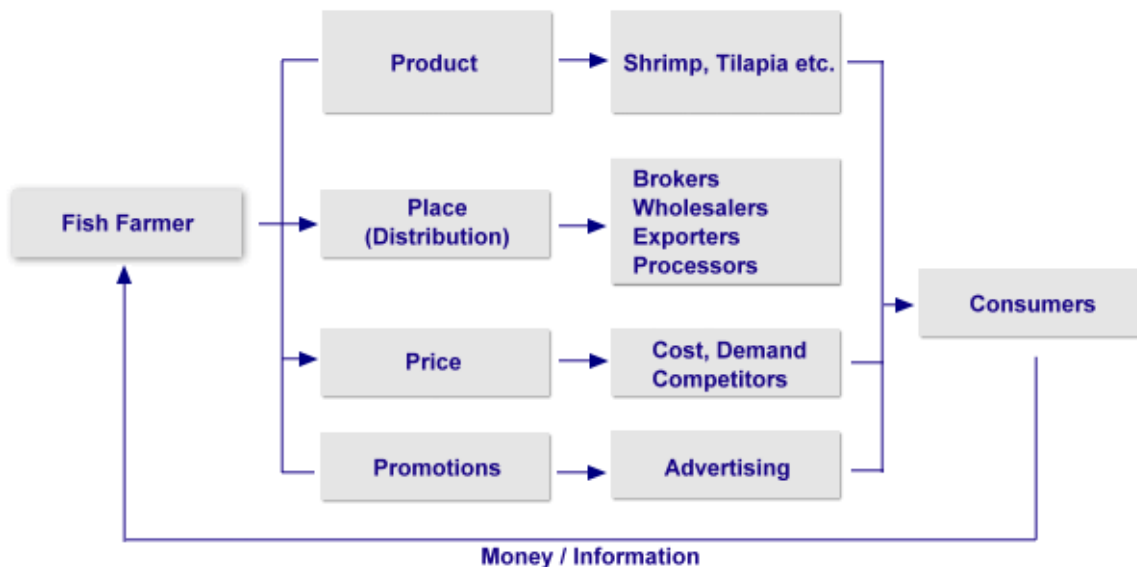 Product
Shrimp, Tilapia etc.
Fish Farmer
Place
(Distribution)
Brokers
Wholesalers
Exporters
Processors
Consumers
Price
Cost, Demand
Competitors
Promotions
Advertising
Money / Information